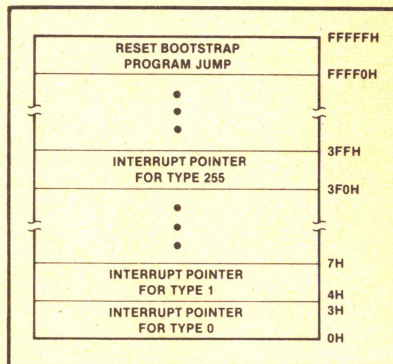 FFFFFH
RESET BOOTSTRAP
PROGRAM JUMP
FFFF0H
3FFH
INTERRUPT POINTER
FOR TYPE 255
3F0H
7H
INTERRUPT POINTER
FOR TYPE 1
4H
3H
INTERRUPT POINTER
FOR TYPE 0
0H